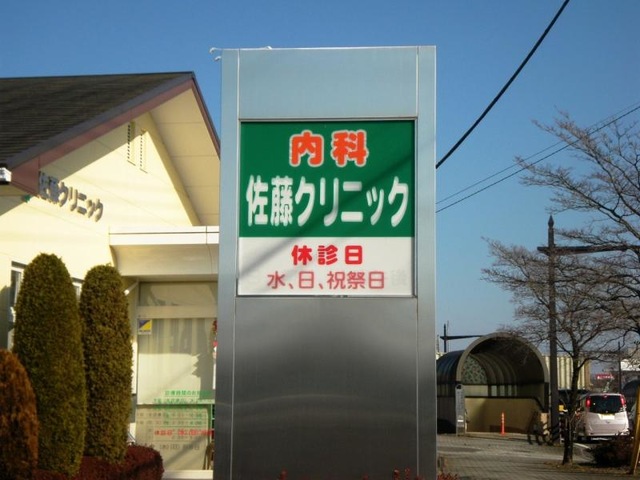 内科
佐藤クリニック
休診日
水、日、祝祭日
佐藤クリニック